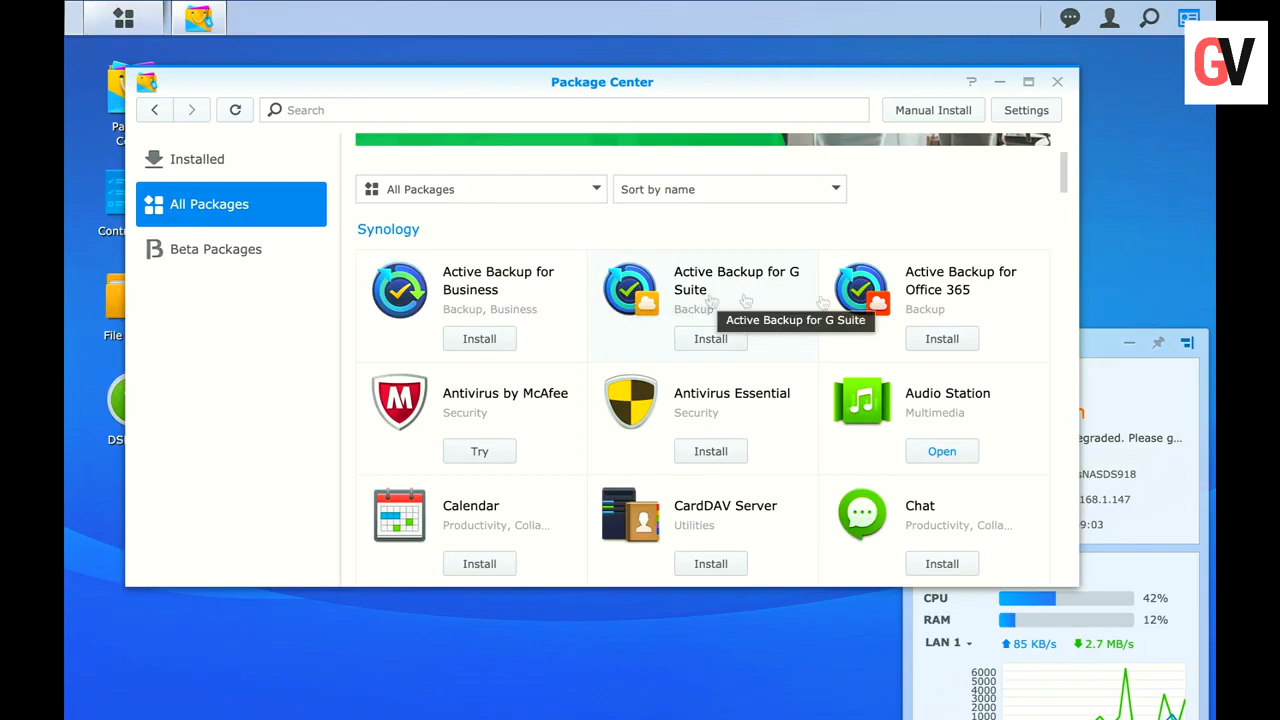 GV
Package Center
?
Search
Manual Install
Settings
Installed
All Packages
Beta Packages
All Packages
Sort by name
Synology
Active Backup for
Business
Backup, Business
Install
Active Backup for G
Suite
Backup
Active Backup for G Suite
Install
Active Backup for
Office 365
Backup
Install
Antivirus by McAfee
Security
Try
Antivirus Essential
Security
Install
Audio Station
Multimedia
Open
Calendar
Productivity, Colla...
Install
CardDAV Server
Utilities
Install
Chat
Productivity, Colla...
Install
Pa
Cont
File
DS
egraded. Please g...
sNASDS918
168.1.147
9:03
CPU
42%
RAM
12%
LAN 1
85 KB/s
2.7 MB/s
6000
5000
4000
3000
2000
1000